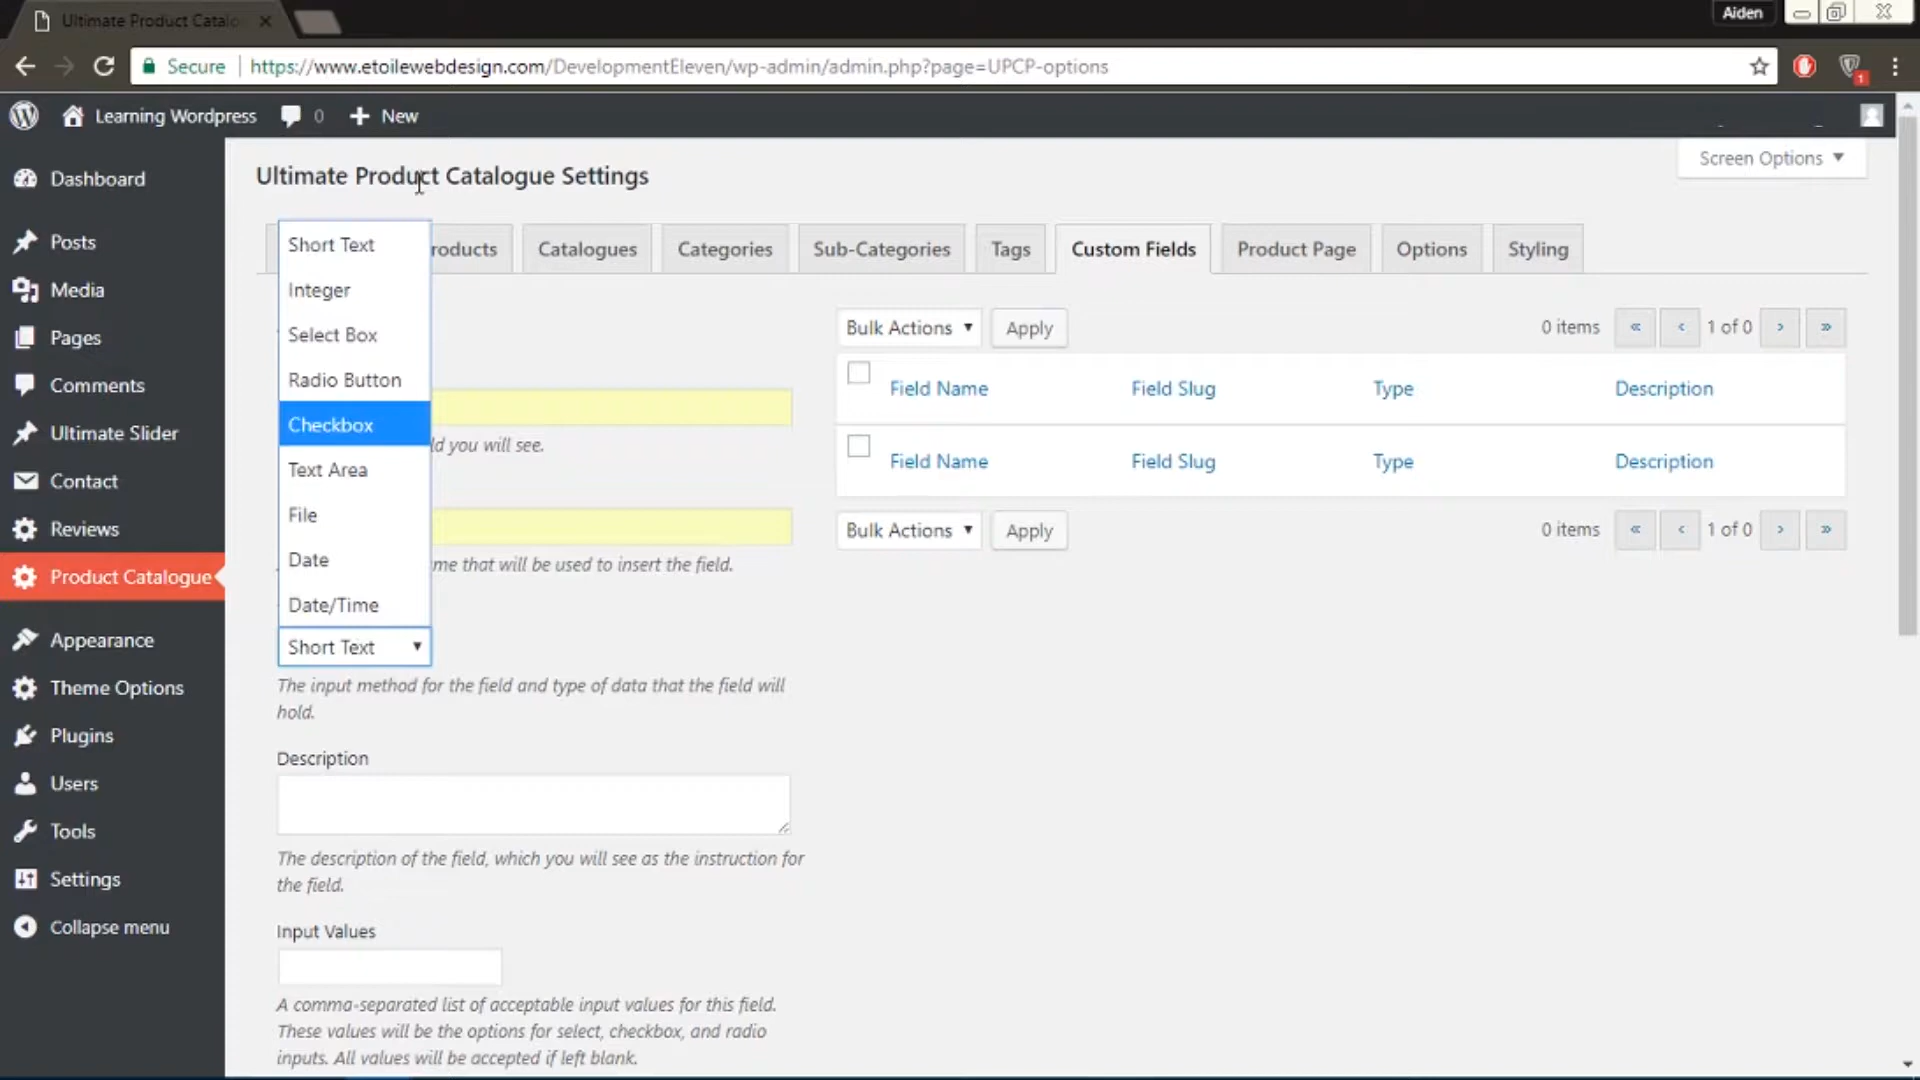 Ultimate Product Catalo
Aiden
Secure
https://www.etoilewebdesign.com/DevelopmentEleven/wp-admin/admin.php?page=UPCP-options
1
Learning Wordpress
0
New
Dashboard
Posts
Media
Pages
Comments
Ultimate Slider
Contact
Reviews
Product Catalogue
Appearance
Theme Options
Plugins
Users
Tools
Settings
Collapse menu
Ultimate Product Catalogue Settings
Screen Options ▼
roducts
Catalogues
Categories
Sub-Categories
Tags
Custom Fields
Product Page
Options
Styling
Short Text
Integer
Select Box
Radio Button
Checkbox
Text Area
File
Date
Date/Time
Short Text ▼
ld you will see.
me that will be used to insert the field.
The input method for the field and type of data that the field will
hold.
Description
The description of the field, which you will see as the instruction for
the field.
Input Values
A comma-separated list of acceptable input values for this field.
These values will be the options for select, checkbox, and radio
inputs. All values will be accepted if left blank.
Bulk Actions ▼ Apply
0 items « ‹ 1 of 0 › »
Field Name Field Slug Type Description
Field Name Field Slug Type Description
Bulk Actions ▼ Apply
0 items « ‹ 1 of 0 › »